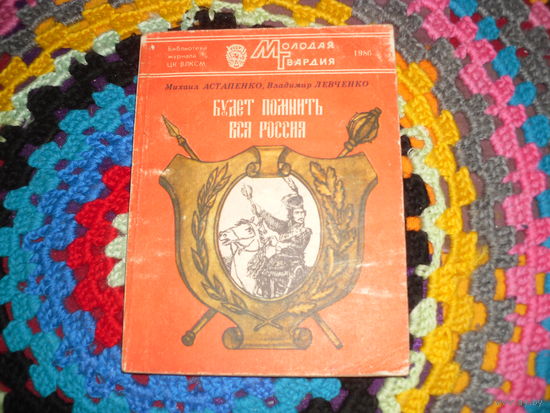 Библиотека
журнала
ЦК ВЛКСМ
МОЛОДАЯ
ГВАРДИЯ
1986
Михаил АСТАПЕНКО, Владимир ЛЕВЧЕНКО
БУДЕТ ПОМНИТЬ
ВСЯ РОССИЯ